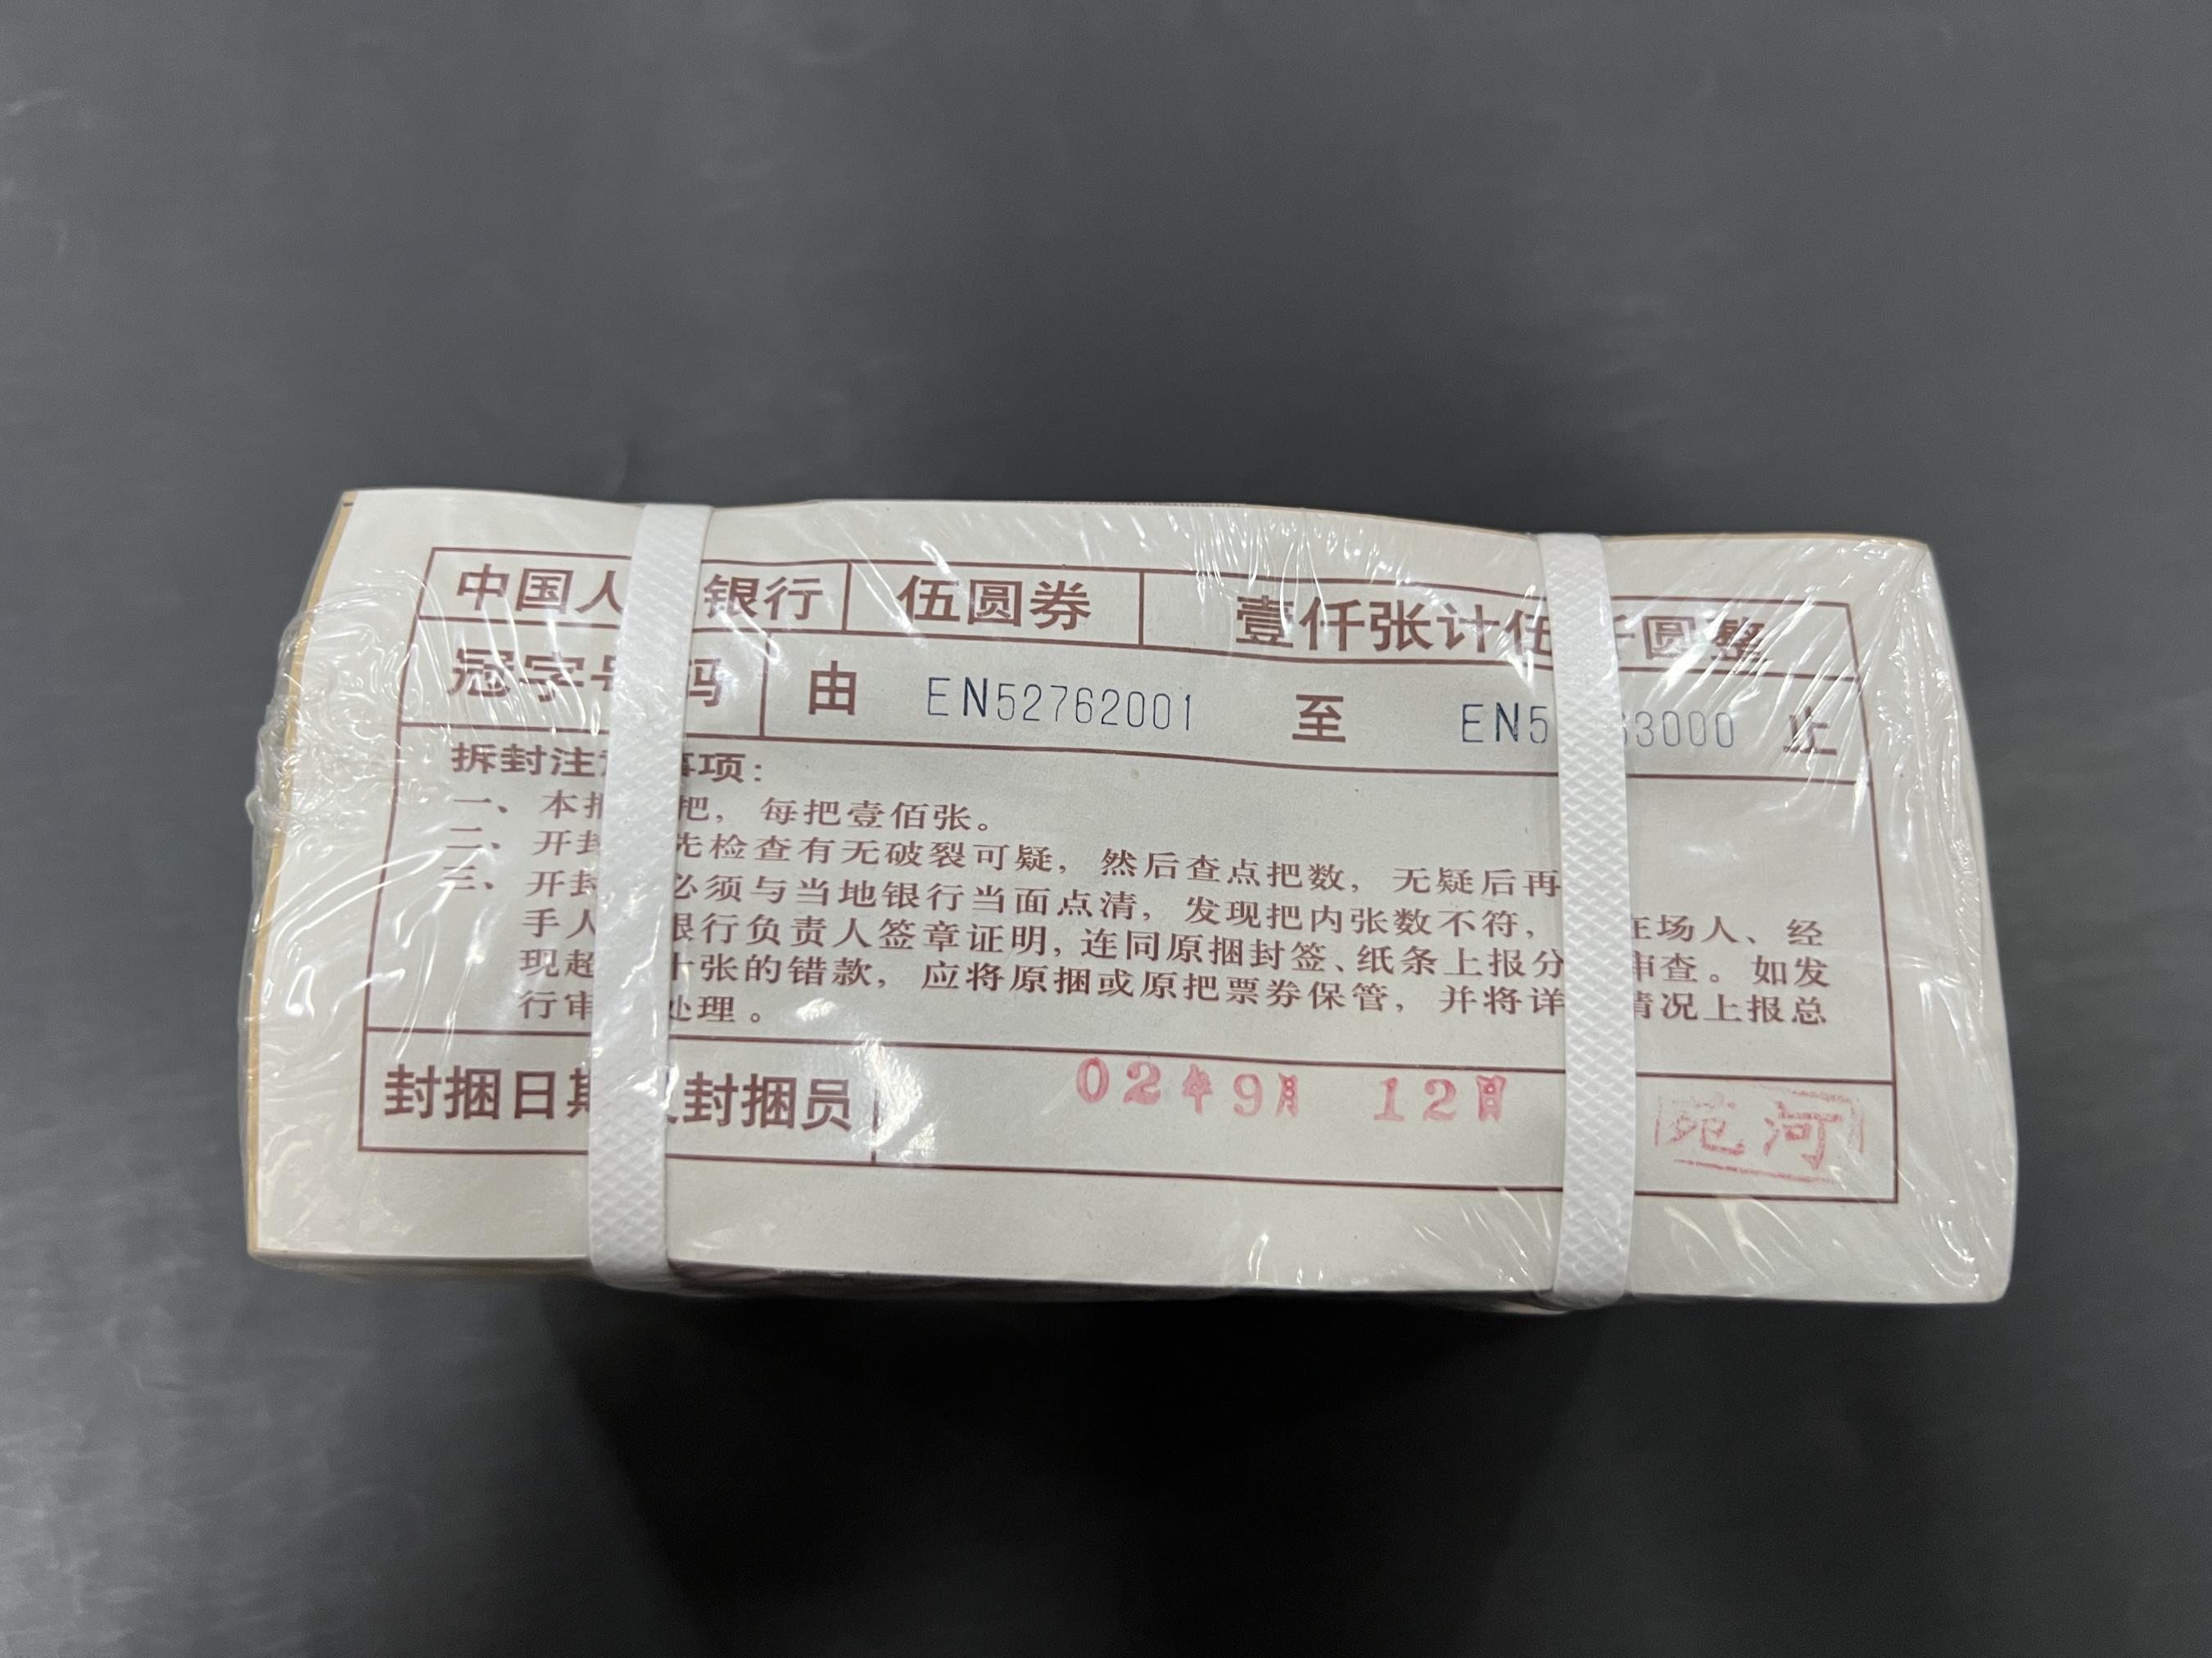 中国人 银行 伍圆券 壹仟张计伍 圆整
冠字号码 由 EN52762001 至 EN5 63000 止
拆封注 事项：
一、本 把，每把壹佰张。
二、开封 先检查有无破裂可疑，然后查点把数，无疑后再
三、开封 必须与当地银行当面点清，发现把内张数不符， 在场人、经
手人 银行负责人签章证明，连同原捆封签、纸条上报分 审查。如发
现超 十张的错款，应将原捆或原把票券保管，并将详 情况上报总
行审 处理。
封捆日期 封捆员 02年9月 12日 苑河